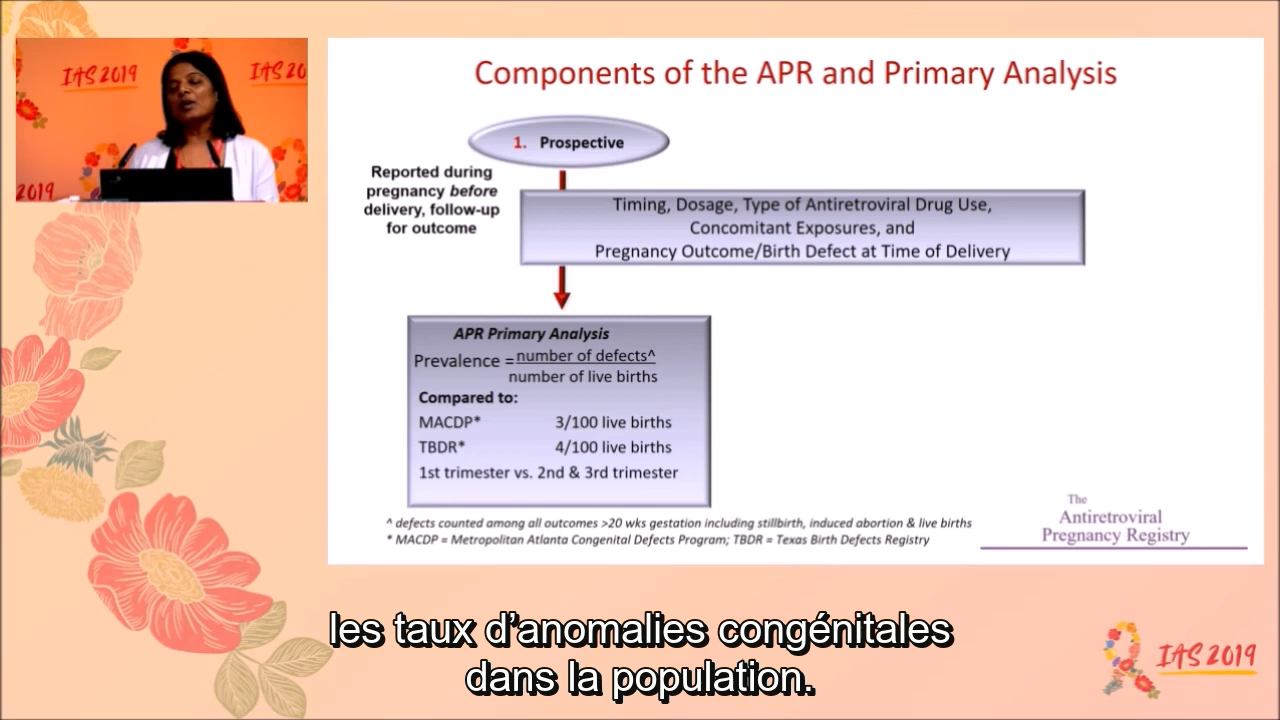 IAS 2019
IAS 20
2019
Components of the APR and Primary Analysis
1. Prospective
Reported during
pregnancy before
delivery, follow-up
for outcome
Timing, Dosage, Type of Antiretroviral Drug Use,
Concomitant Exposures, and
Pregnancy Outcome/Birth Defect at Time of Delivery
APR Primary Analysis
Prevalence = number of defects^
number of live births
Compared to:
MACDP* 3/100 live births
TBDR* 4/100 live births
1st trimester vs. 2nd & 3rd trimester
^ defects counted among all outcomes >20 wks gestation including stillbirth, induced abortion & live births
* MACDP = Metropolitan Atlanta Congenital Defects Program; TBDR = Texas Birth Defects Registry
The
Antiretroviral
Pregnancy Registry
les taux d’anomalies congénitales
dans la population.
IAS 2019